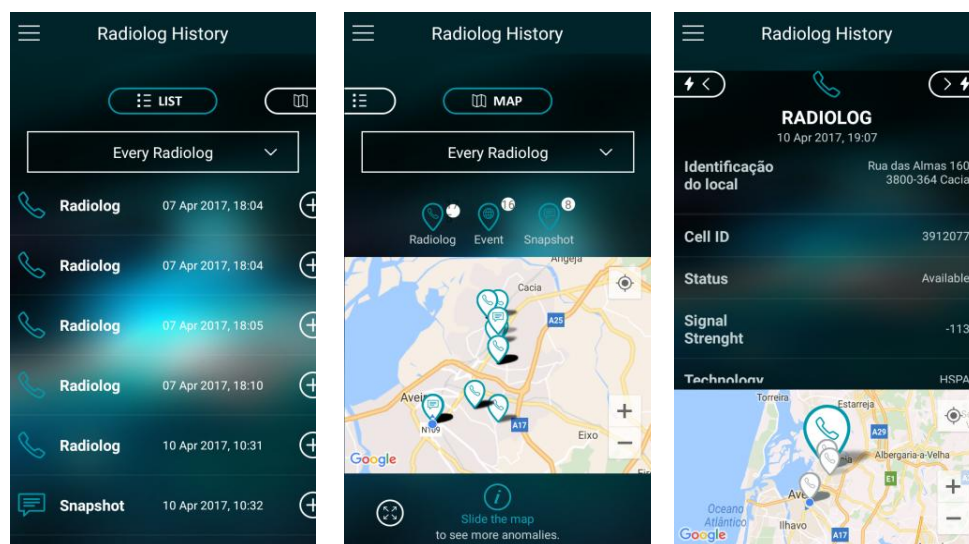 Radiolog History
LIST
Every Radiolog
Radiolog 07 Apr 2017, 18:04
Radiolog 07 Apr 2017, 18:04
Radiolog 07 Apr 2017, 18:05
Radiolog 07 Apr 2017, 18:10
Radiolog 10 Apr 2017, 10:31
Snapshot 10 Apr 2017, 10:32
Radiolog History
MAP
Every Radiolog
16 8
Radiolog Event Snapshot
Angeja
Cacia
A25
Avei
N109
A17
Eixo
Google
Slide the map
to see more anomalies.
Radiolog History
RADIOLOG
10 Apr 2017, 19:07
Identificação do local
Rua das Almas 160
3800-364 Cacia
Cell ID 3912077
Status Available
Signal Strenght -113
Technology HSPA
Torreira
Estarreja
A29
Albergaria-a-Velha
E1
Ave
Oceano
Atlântico
Ilhavo
A17
Google